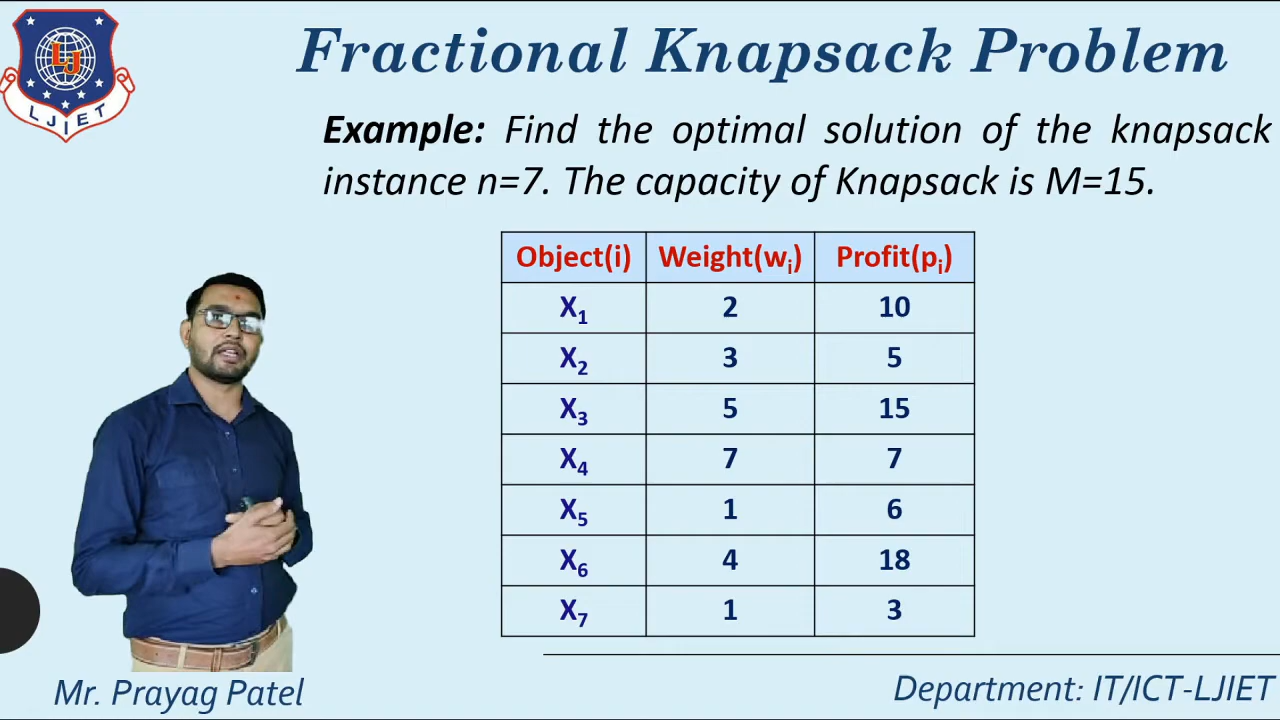 LJ
LJIET
Fractional Knapsack Problem
Example: Find the optimal solution of the knapsack
instance n=7. The capacity of Knapsack is M=15.
Object(i) Weight(wi) Profit(pi)
X1 2 10
X2 3 5
X3 5 15
X4 7 7
X5 1 6
X6 4 18
X7 1 3
Mr. Prayag Patel
Department: IT/ICT-LJIET